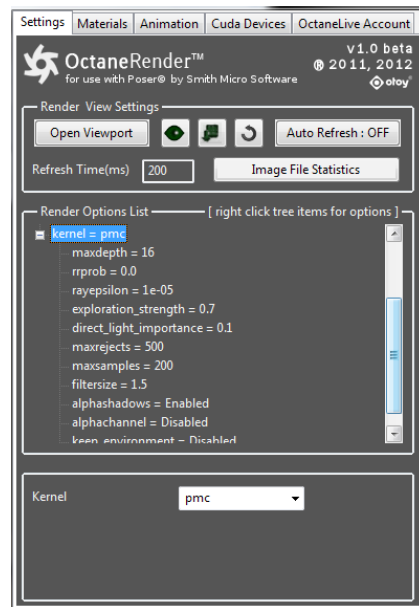 Settings Materials Animation Cuda Devices OctaneLive Account
OctaneRender™
for use with Poser® by Smith Micro Software
v1.0 beta
® 2011, 2012
otoy
Render View Settings
Open Viewport Auto Refresh : OFF
Refresh Time(ms) 200 Image File Statistics
Render Options List [ right click tree items for options ]
kernel = pmc
maxdepth = 16
rrprob = 0.0
rayepsilon = 1e-05
exploration_strength = 0.7
direct_light_importance = 0.1
maxrejects = 500
maxsamples = 200
filtersize = 1.5
alphashadows = Enabled
alphachannel = Disabled
keep_environment = Disabled
Kernel pmc